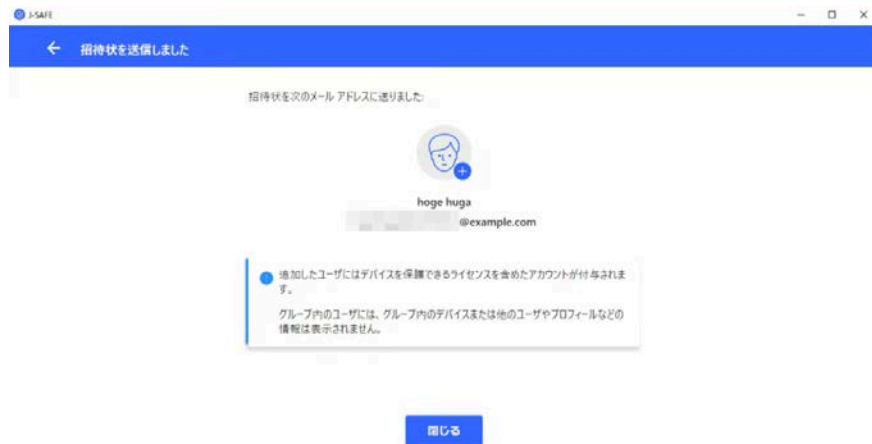 J-SAFE
招待状を送信しました
招待状を次のメール アドレスに送りました:
hoge huga
@example.com
追加したユーザにはデバイスを保護できるライセンスを含めたアカウントが付与されま
す。
グループ内のユーザには、グループ内のデバイスまたは他のユーザやプロフィールなどの
情報は表示されません。
閉じる